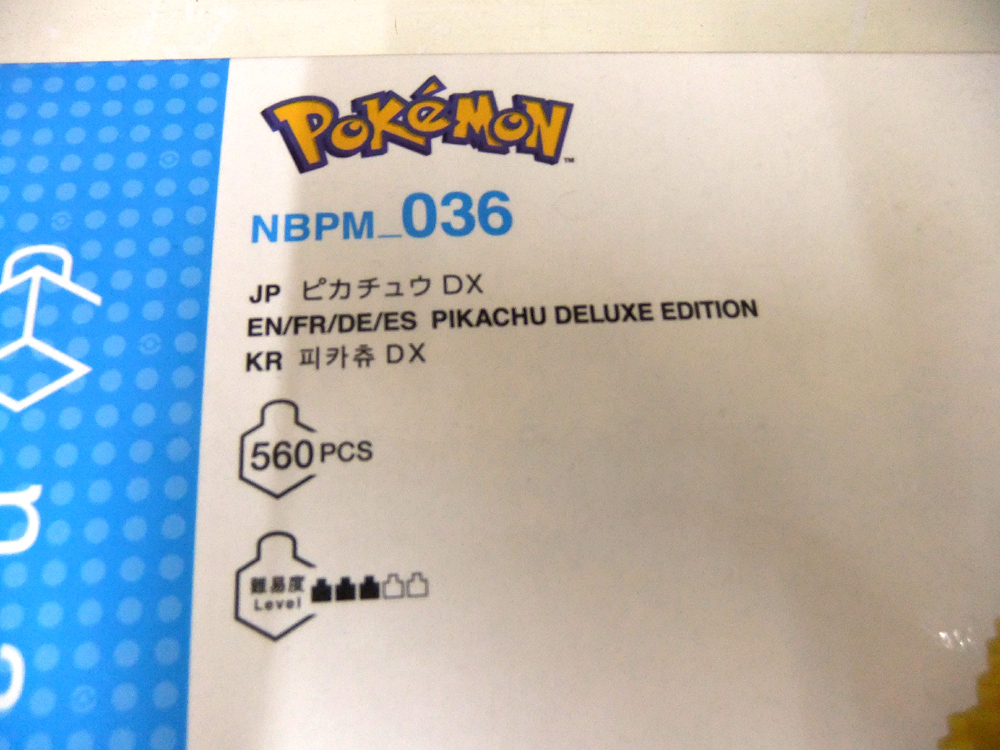 Pokémon
TM
NBPM_036
JP ピカチュウ DX
EN/FR/DE/ES PIKACHU DELUXE EDITION
KR 피카츄 DX
560 PCS
難易度
Level